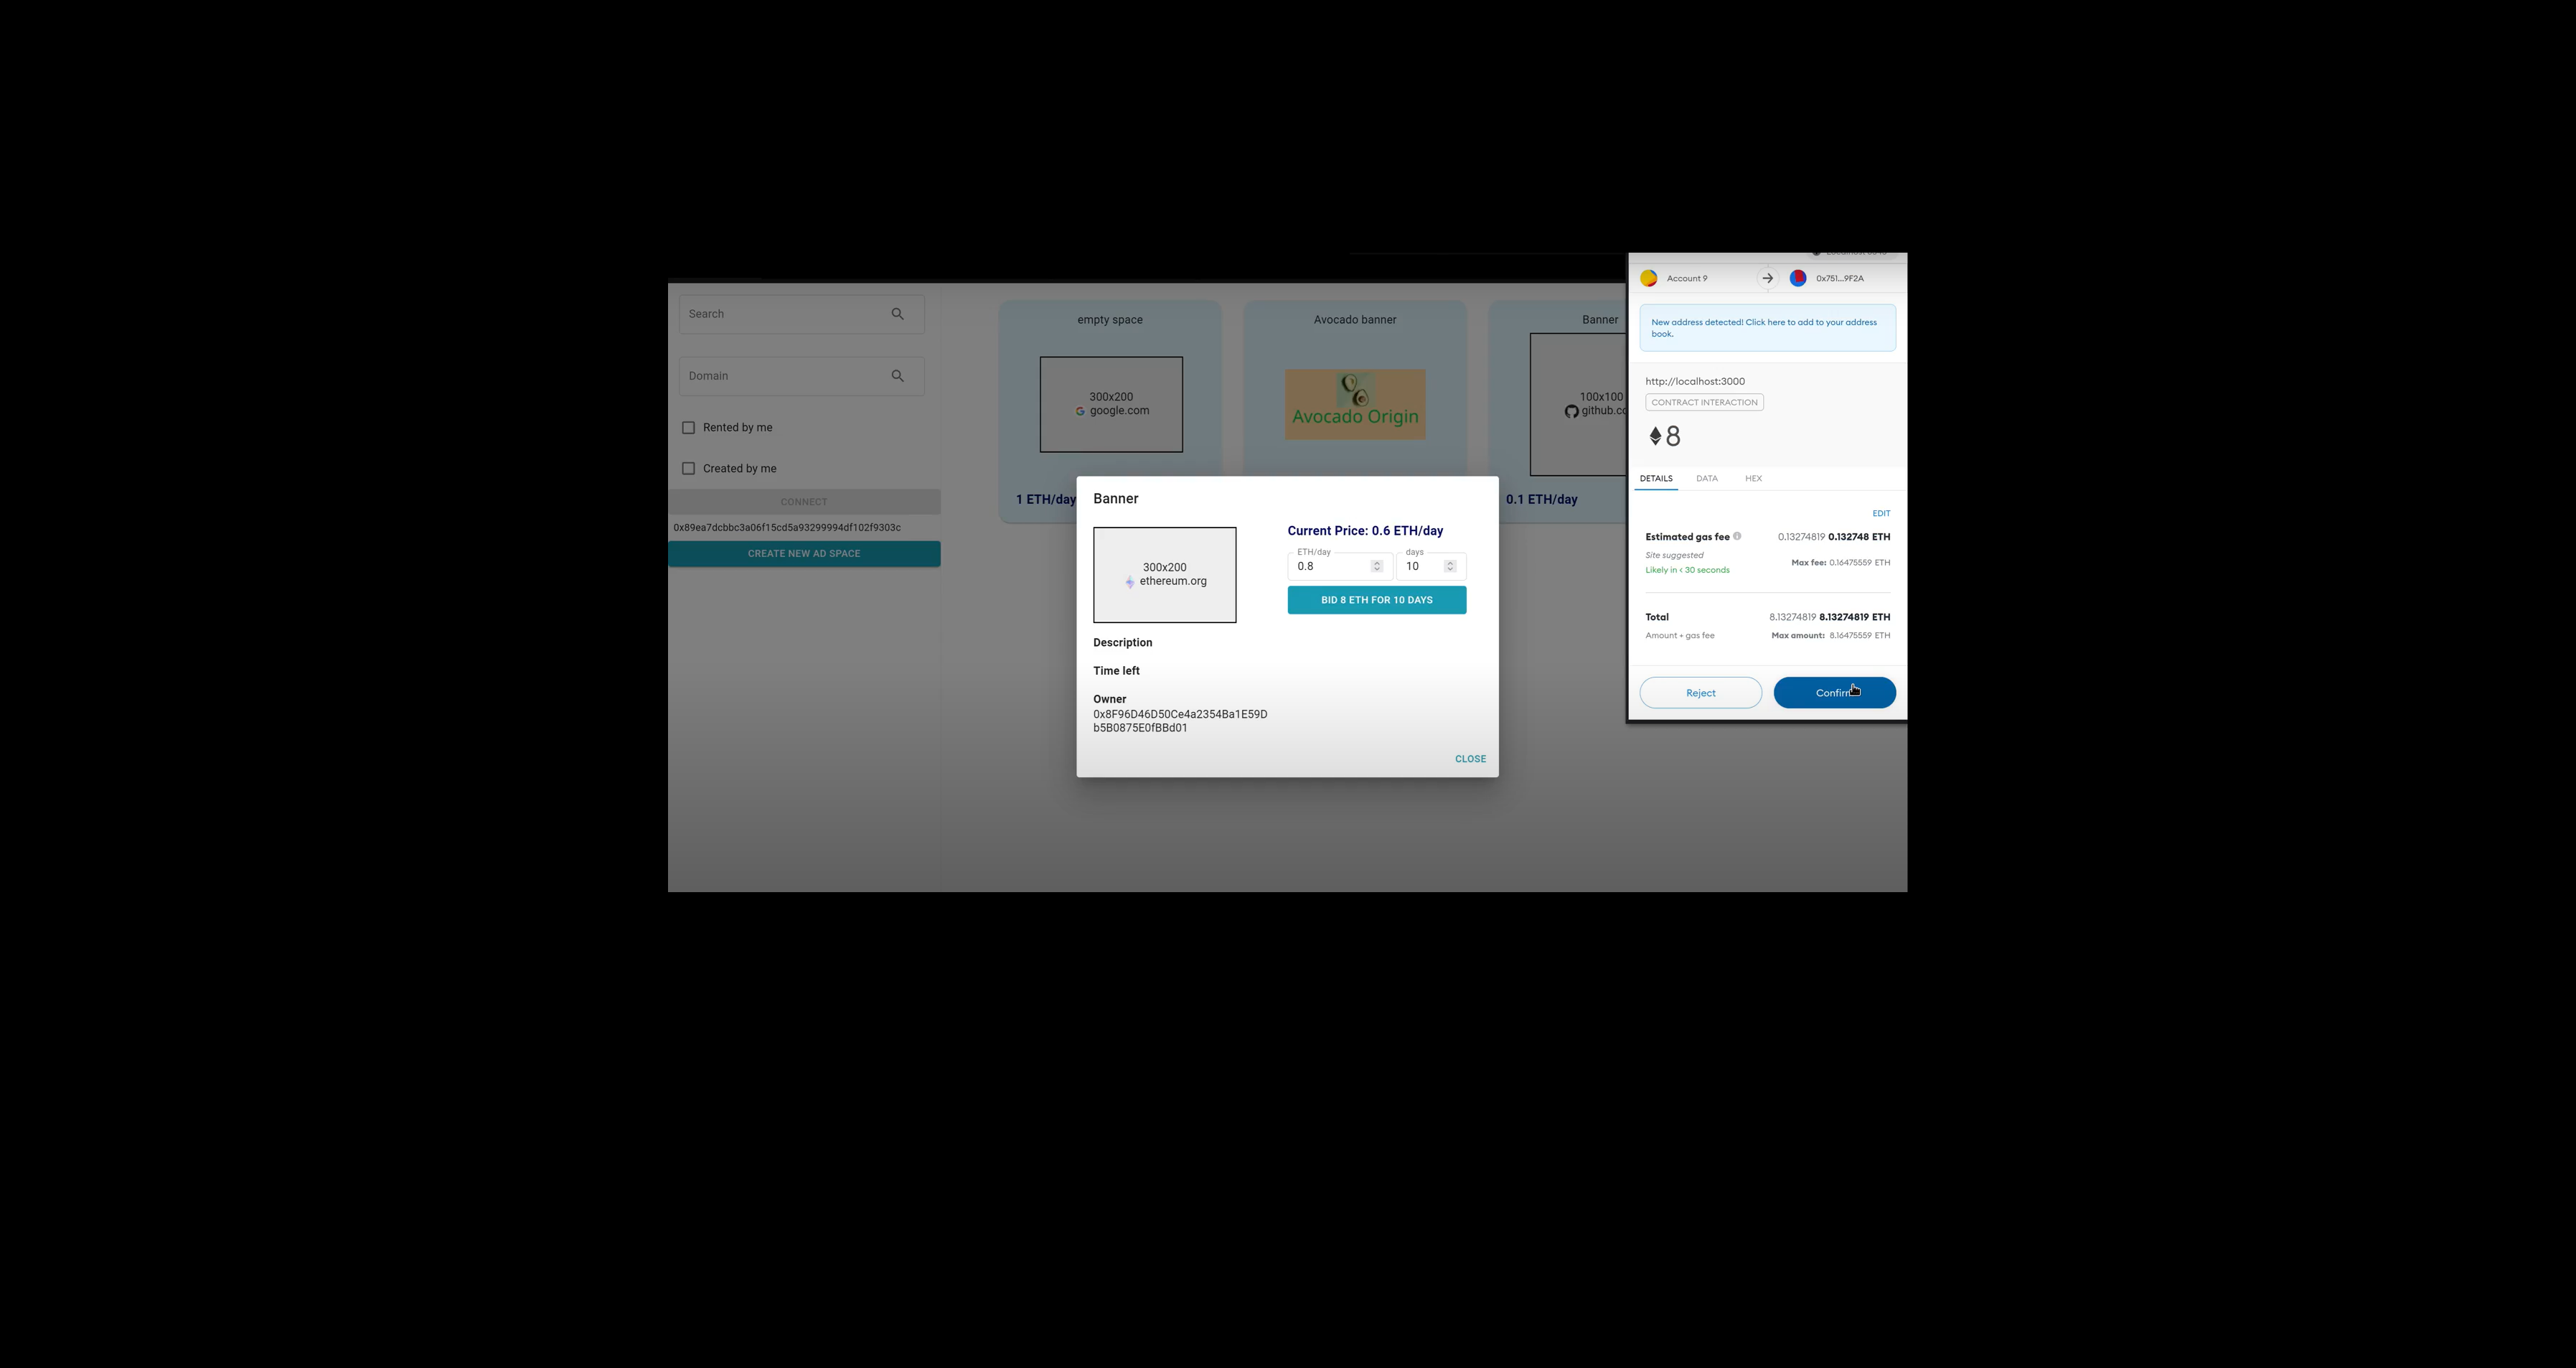 Search
Domain
Rented by me
Created by me
CONNECT
0x89ea7dcbbc3a06f15cd5a93299994df102f9303c
CREATE NEW AD SPACE
empty space
300x200
google.com
1 ETH/day
Avocado banner
Avocado Origin
Banner
100x100
0.1 ETH/day
Banner
300x200
ethereum.org
Current Price: 0.6 ETH/day
ETH/day
0.8
days
10
BID 8 ETH FOR 10 DAYS
Description
Time left
Owner
0x8F96D46D50Ce4a2354Ba1E59D
b5B0875E0fBBd01
CLOSE
Account 9
0x751...9F2A
New address detected! Click here to add to your address
book.
http://localhost:3000
CONTRACT INTERACTION
8
DETAILS DATA HEX
EDIT
Estimated gas fee 0.13274819 0.132748 ETH
Site suggested
Likely in < 30 seconds
Max fee: 0.16475559 ETH
Total 8.13274819 8.13274819 ETH
Amount + gas fee Max amount: 8.16475559 ETH
Reject
Confirm